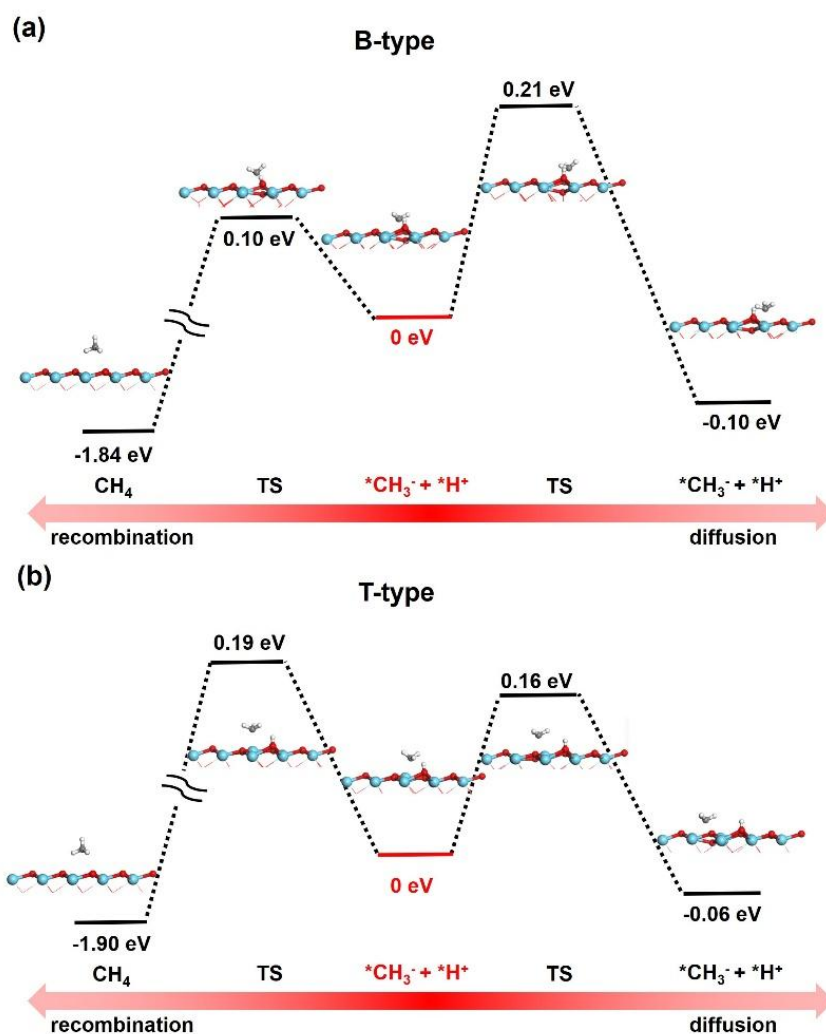 (a)
B-type
0.21 eV
0.10 eV
0 eV
-0.10 eV
-1.84 eV
CH₄ TS *CH₃⁻ + *H⁺ TS *CH₃⁻ + *H⁺
recombination diffusion
(b)
T-type
0.19 eV
0.16 eV
0 eV
-0.06 eV
-1.90 eV
CH₄ TS *CH₃⁻ + *H⁺ TS *CH₃⁻ + *H⁺
recombination diffusion